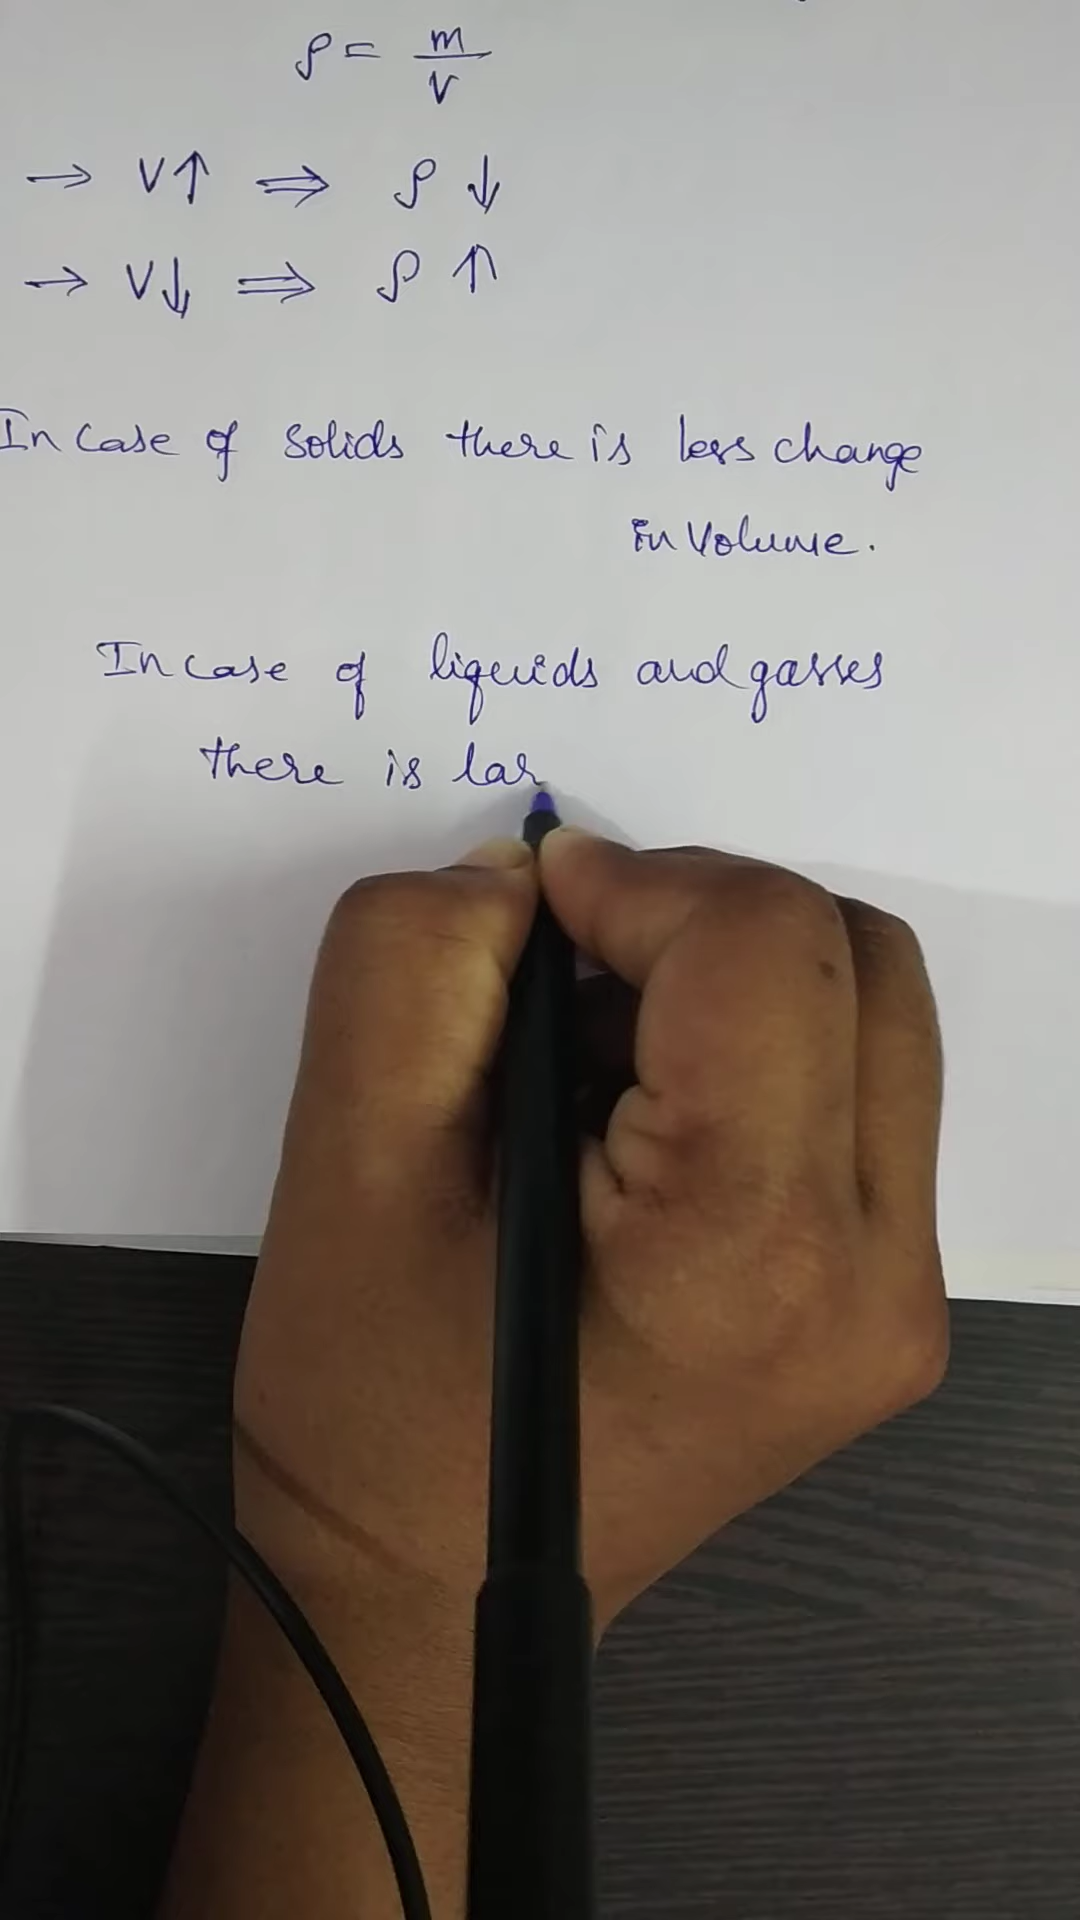 ρ = m/V
→ V↑ ⇒ ρ ↓
→ V↓ ⇒ ρ ↑
In case of solids there is less change
in volume.
In case of liquids and gasses
there is lar